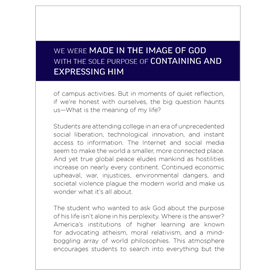 WE WERE MADE IN THE IMAGE OF GOD
WITH THE SOLE PURPOSE OF CONTAINING AND
EXPRESSING HIM
of campus activities. But in moments of quiet reflection,
if we're honest with ourselves, the big question haunts
us—What is the meaning of my life?
Students are attending college in an era of unprecedented
social liberation, technological innovation, and instant
access to information. The Internet and social media
seem to make the world a smaller, more connected place.
And yet true global peace eludes mankind as hostilities
increase on nearly every continent. Continued economic
upheaval, war, injustices, environmental dangers, and
societal violence plague the modern world and make us
wonder what it's all about.
The student who wanted to ask God about the purpose
of his life isn't alone in his perplexity. Where is the answer?
America's institutions of higher learning are known
for advocating atheism, moral relativism, and a mind-
boggling array of world philosophies. This atmosphere
encourages students to search into everything but the